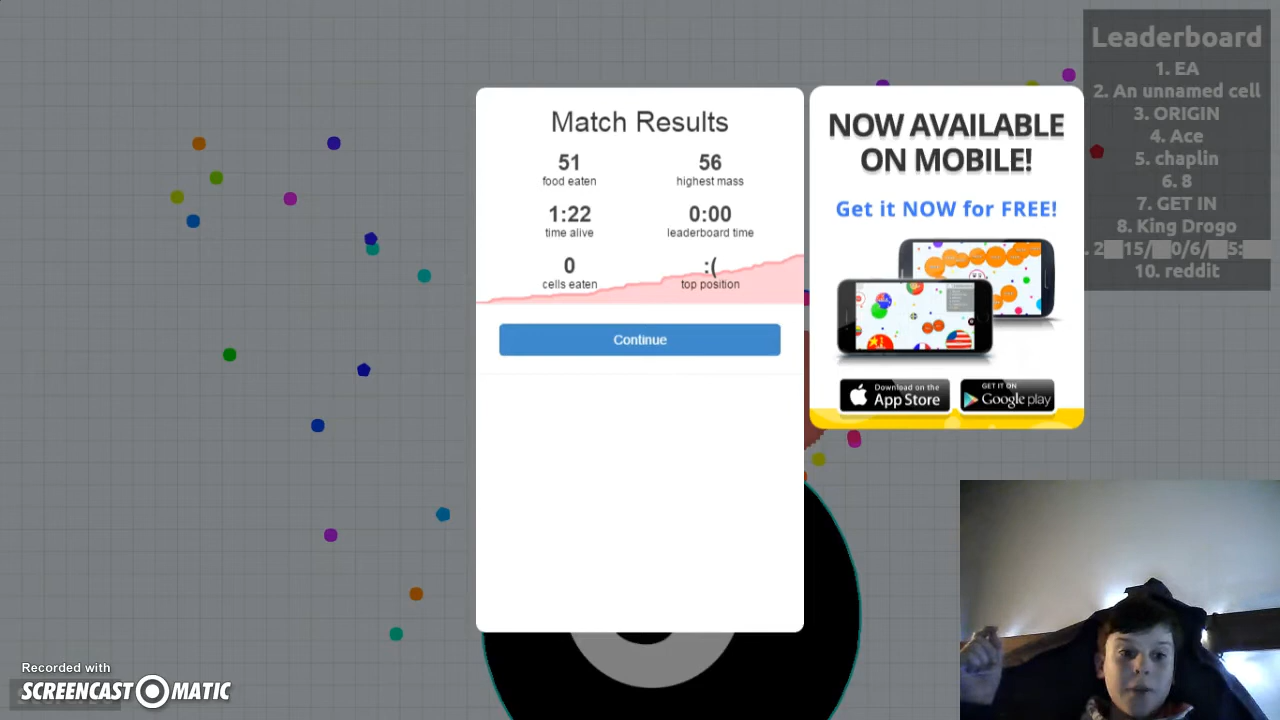 Leaderboard
1. EA
2. An unnamed cell
3. ORIGIN
4. Ace
5. chaplin
6. 8
7. GET IN
8. King Drogo
10. reddit
Match Results
51
food eaten
56
highest mass
1:22
time alive
0:00
leaderboard time
0
cells eaten
:(
top position
Continue
NOW AVAILABLE
ON MOBILE!
Get it NOW for FREE!
Download on the
App Store
GET IT ON
Google play
Recorded with
SCREENCAST-O-MATIC